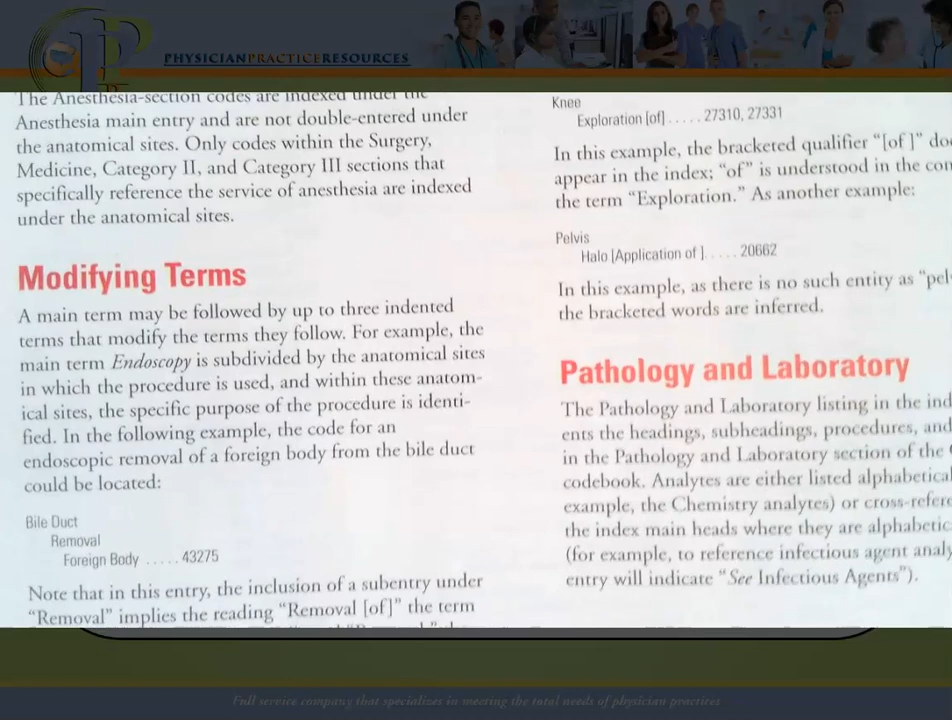 PHYSICIANPRACTICERESOURCES
The Anesthesia-section codes are indexed under the
Anesthesia main entry and are not double-entered under
the anatomical sites. Only codes within the Surgery,
Medicine, Category II, and Category III sections that
specifically reference the service of anesthesia are indexed
under the anatomical sites.
Modifying Terms
A main term may be followed by up to three indented
terms that modify the terms they follow. For example, the
main term Endoscopy is subdivided by the anatomical sites
in which the procedure is used, and within these anatom-
ical sites, the specific purpose of the procedure is identi-
fied. In the following example, the code for an
endoscopic removal of a foreign body from the bile duct
could be located:
Bile Duct
Removal
Foreign Body ..... 43275
Note that in this entry, the inclusion of a subentry under
"Removal" implies the reading "Removal [of]" the term
Knee
Exploration [of] ..... 27310, 27331
In this example, the bracketed qualifier "[of ]" do
appear in the index; "of" is understood in the con
the term "Exploration." As another example:
Pelvis
Halo [Application of ]. .... 20662
In this example, as there is no such entity as "pel
the bracketed words are inferred.
Pathology and Laboratory
The Pathology and Laboratory listing in the ind
ents the headings, subheadings, procedures, and
in the Pathology and Laboratory section of the
codebook. Analytes are either listed alphabetical
example, the Chemistry analytes) or cross-refere
the index main heads where they are alphabetic
(for example, to reference infectious agent analy
entry will indicate "See Infectious Agents").
Full service company that specializes in meeting the total needs of physician practices